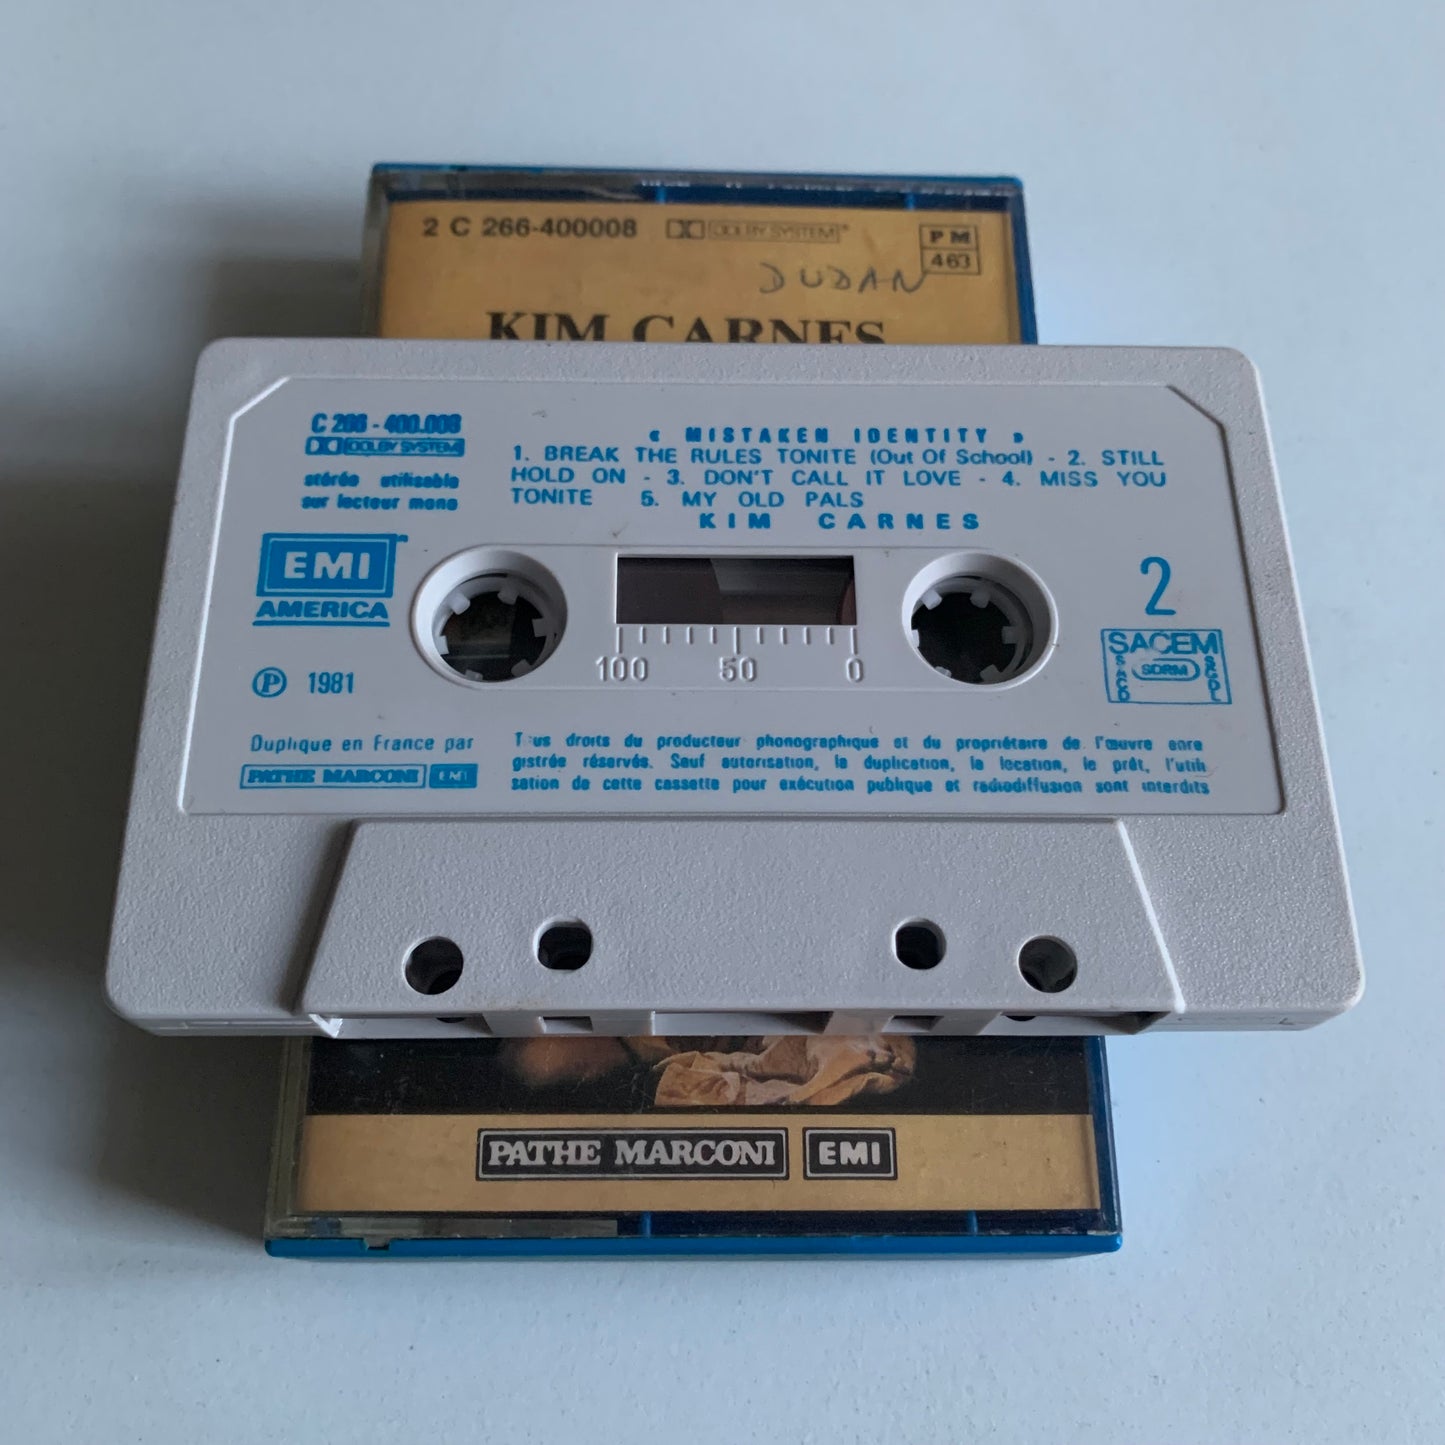 2 C 266-400008 DOLBY SYSTEM® PM
463
DUDAN
KIM CARNES
C 266 - 400.008
DOLBY SYSTEM
stéréo utilisable
sur lecteur mono
« MISTAKEN IDENTITY »
1. BREAK THE RULES TONITE (Out Of School) - 2. STILL
HOLD ON - 3. DON'T CALL IT LOVE - 4. MISS YOU
TONITE 5. MY OLD PALS
KIM CARNES
EMI
AMERICA
2
100 50 0
SACEM
SACD SDRM SGDL
℗ 1981
Duplique en France par
PATHE MARCONI EMI
Tous droits du producteur phonographique et du propriétaire de l'œuvre enre
gistrée réservés. Sauf autorisation, la duplication, la location, le prêt, l'utili
sation de cette cassette pour exécution publique et radiodiffusion sont interdits
PATHE MARCONI EMI